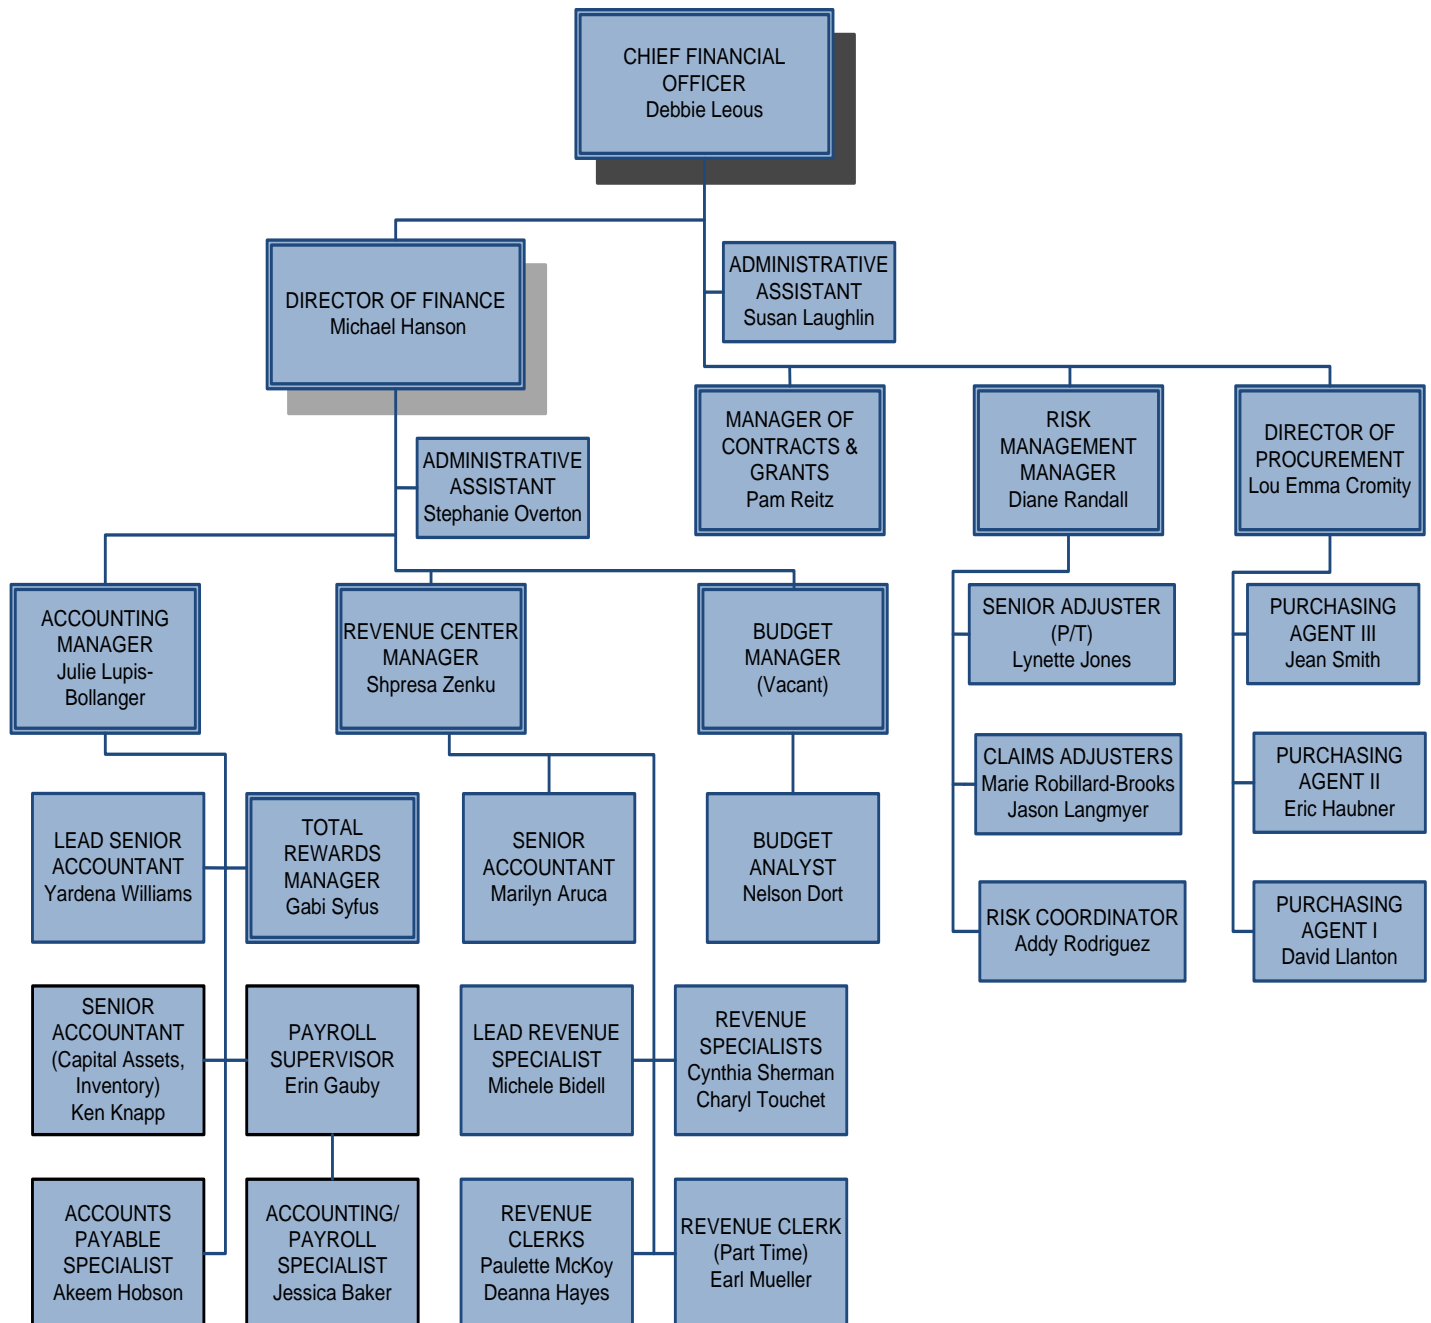 CHIEF FINANCIAL
OFFICER
Debbie Leous
DIRECTOR OF FINANCE
Michael Hanson
ADMINISTRATIVE
ASSISTANT
Susan Laughlin
MANAGER OF
CONTRACTS &
GRANTS
Pam Reitz
RISK
MANAGEMENT
MANAGER
Diane Randall
DIRECTOR OF
PROCUREMENT
Lou Emma Cromity
ADMINISTRATIVE
ASSISTANT
Stephanie Overton
ACCOUNTING
MANAGER
Julie Lupis-
Bollanger
REVENUE CENTER
MANAGER
Shpresa Zenku
BUDGET
MANAGER
(Vacant)
SENIOR ADJUSTER
(P/T)
Lynette Jones
PURCHASING
AGENT III
Jean Smith
CLAIMS ADJUSTERS
Marie Robillard-Brooks
Jason Langmyer
PURCHASING
AGENT II
Eric Haubner
LEAD SENIOR
ACCOUNTANT
Yardena Williams
TOTAL
REWARDS
MANAGER
Gabi Syfus
SENIOR
ACCOUNTANT
Marilyn Aruca
BUDGET
ANALYST
Nelson Dort
RISK COORDINATOR
Addy Rodriguez
PURCHASING
AGENT I
David Llanton
SENIOR
ACCOUNTANT
(Capital Assets,
Inventory)
Ken Knapp
PAYROLL
SUPERVISOR
Erin Gauby
LEAD REVENUE
SPECIALIST
Michele Bidell
REVENUE
SPECIALISTS
Cynthia Sherman
Charyl Touchet
ACCOUNTS
PAYABLE
SPECIALIST
Akeem Hobson
ACCOUNTING/
PAYROLL
SPECIALIST
Jessica Baker
REVENUE
CLERKS
Paulette McKoy
Deanna Hayes
REVENUE CLERK
(Part Time)
Earl Mueller